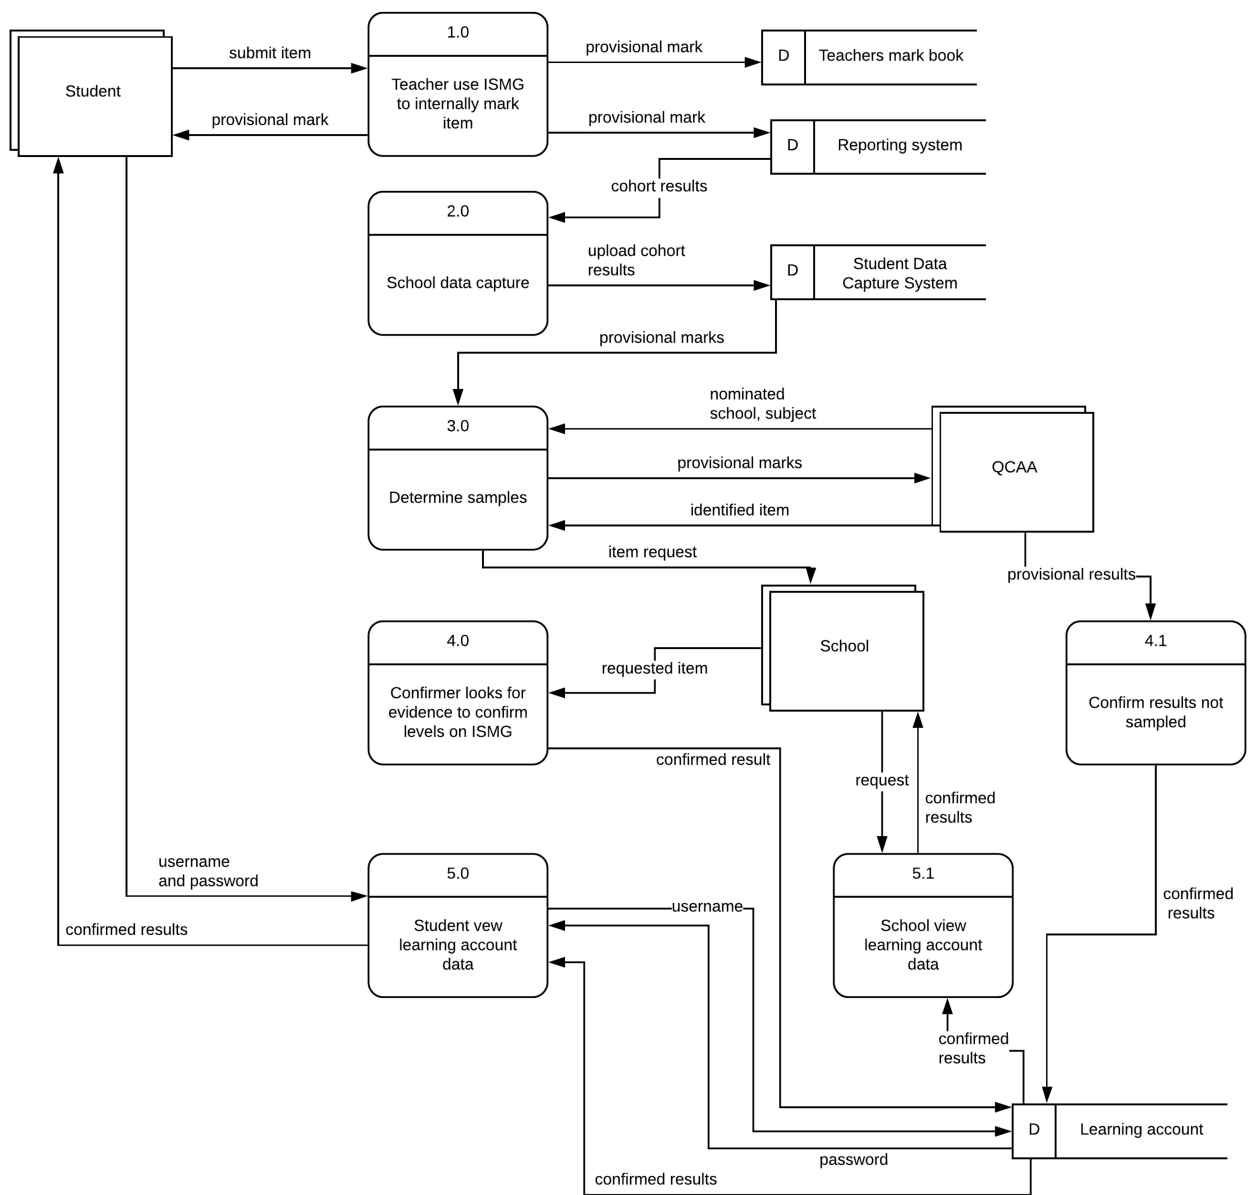 1.0
submit item
provisional mark
D
Teachers mark book
Student
Teacher use ISMG
to internally mark
item
provisional mark
provisional mark
D
Reporting system
cohort results
2.0
upload cohort
results
School data capture
D
Student Data
Capture System
provisional marks
nominated
school, subject
3.0
provisional marks
QCAA
Determine samples
identified item
item request
provisional results
4.0
School
4.1
requested item
Confirmer looks for
evidence to confirm
levels on ISMG
Confirm results not
sampled
confirmed result
request
confirmed
results
username
and password
5.0
5.1
confirmed
results
username
confirmed results
Student vew
learning account
data
School view
learning account
data
confirmed
results
D
Learning account
password
confirmed results